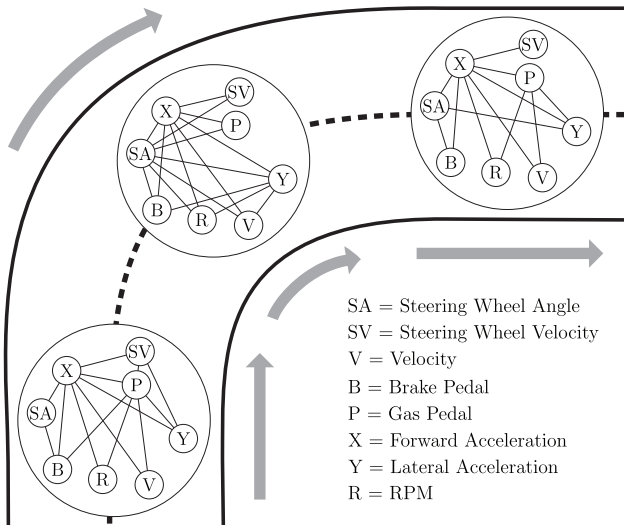 SV
X
P
SA
Y
B
R
V
SV
X
P
SA
Y
B
R
V
SV
X
P
SA
Y
B
R
V
SA = Steering Wheel Angle
SV = Steering Wheel Velocity
V = Velocity
B = Brake Pedal
P = Gas Pedal
X = Forward Acceleration
Y = Lateral Acceleration
R = RPM